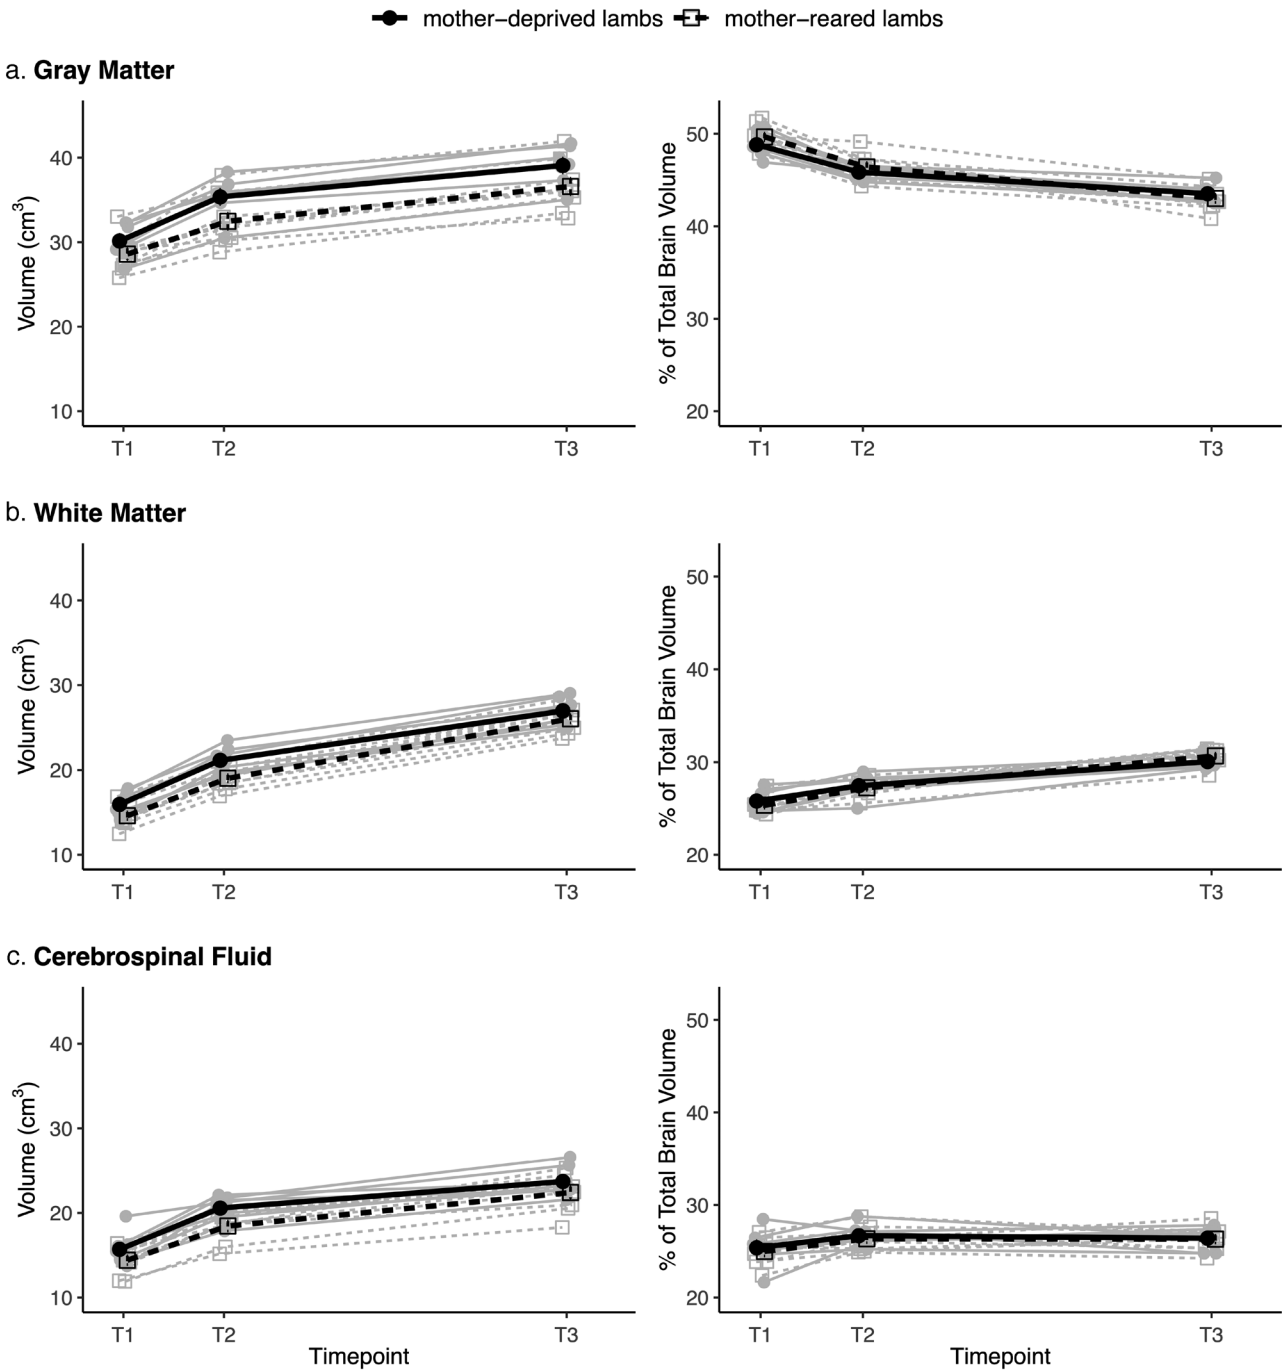 mother-deprived lambs mother-reared lambs
a. Gray Matter
Volume (cm³)
40
30
20
10
T1 T2 T3
% of Total Brain Volume
50
40
30
20
T1 T2 T3
b. White Matter
Volume (cm³)
40
30
20
10
T1 T2 T3
% of Total Brain Volume
50
40
30
20
T1 T2 T3
c. Cerebrospinal Fluid
Volume (cm³)
40
30
20
10
T1 T2 T3
Timepoint
% of Total Brain Volume
50
40
30
20
T1 T2 T3
Timepoint